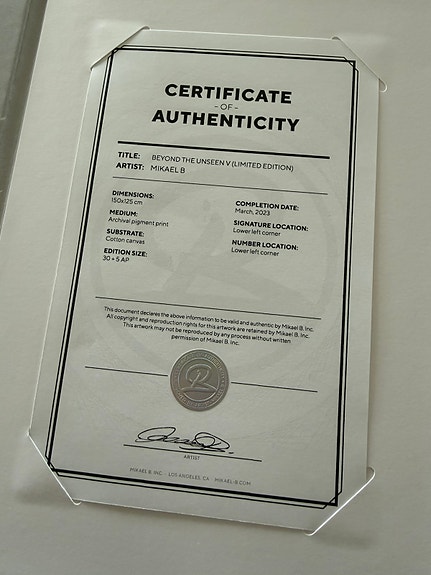 CERTIFICATE
- OF -
AUTHENTICITY
TITLE: BEYOND THE UNSEEN V (LIMITED EDITION)
ARTIST: MIKAEL B
DIMENSIONS:
150x125 cm
MEDIUM:
Archival pigment print
SUBSTRATE:
Cotton canvas
EDITION SIZE:
30 + 5 AP
COMPLETION DATE:
March, 2023
SIGNATURE LOCATION:
Lower left corner
NUMBER LOCATION:
Lower left corner
This document declares the above information to be valid and authentic by Mikael B. Inc.
All copyright and reproduction rights for this artwork are retained by Mikael B. Inc.
This artwork may not be reproduced by any process without written
permission of Mikael B. Inc.
ARTIST
MIKAEL B. INC. LOS ANGELES, CA MIKAEL-B.COM